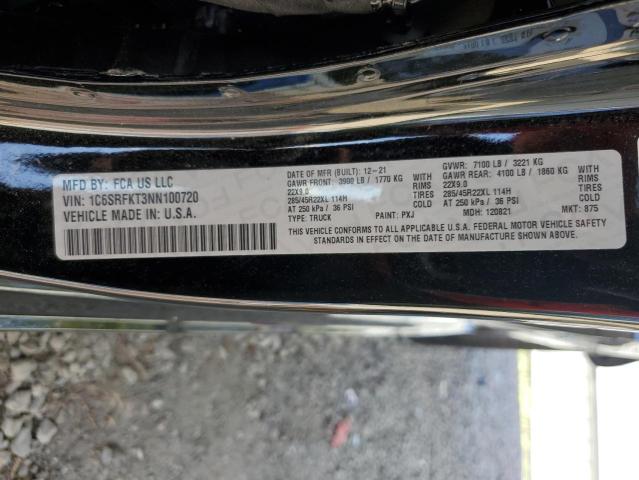 MFD BY: FCA US LLC
VIN: 1C6SRFKT3NN100720
VEHICLE MADE IN U.S.A.
DATE OF MFR (BUILT): 12-21
GAWR FRONT: 3900 LB / 1770 KG WITH
22X9.0 RIMS
285/45R22XL 114H TIRES
AT 250 kPa / 36 PSI COLD
TYPE: TRUCK PAINT: PXJ
GVWR: 7100 LB / 3221 KG
GAWR REAR: 4100 LB / 1860 KG WITH
22X9.0 RIMS
285/45R22XL 114H TIRES
AT 250 kPa / 36 PSI COLD
MDH: 120821 MKT: 875
THIS VEHICLE CONFORMS TO ALL APPLICABLE U.S.A. FEDERAL MOTOR VEHICLE SAFETY
STANDARDS IN EFFECT ON THE DATE OF MANUFACTURE SHOWN ABOVE.